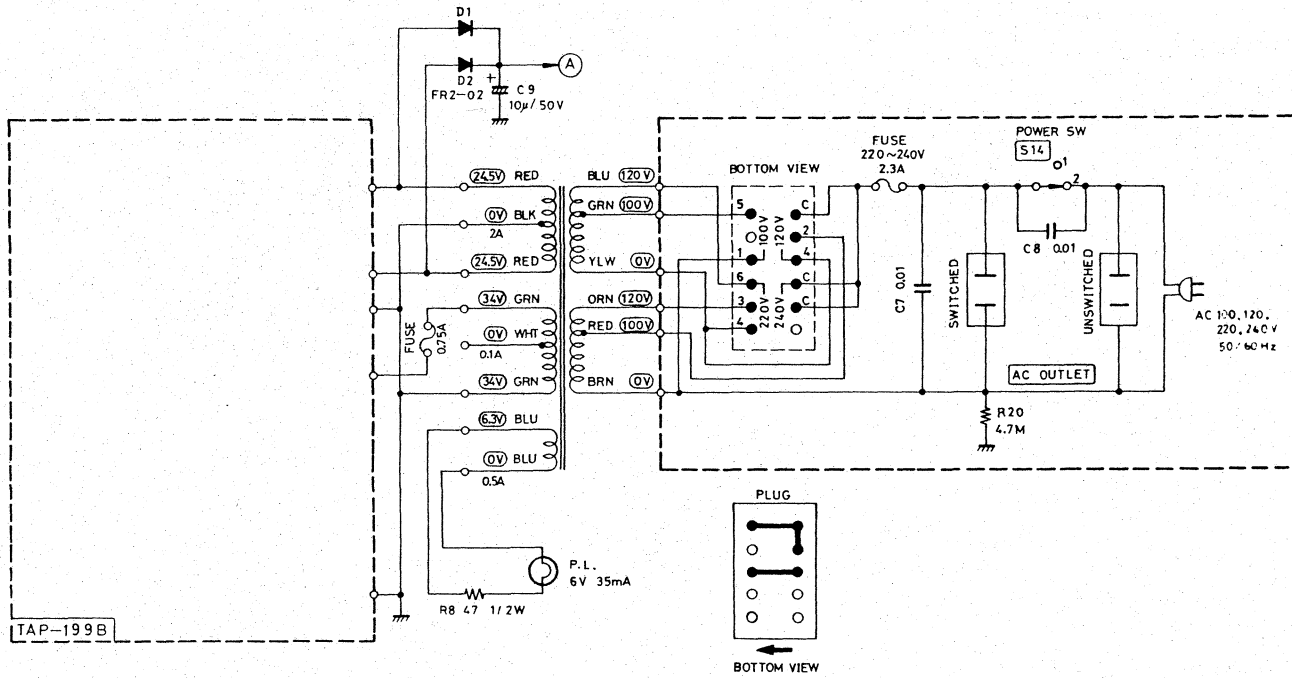 D1
D2
FR2-02
+
C9
10μ/50V
A
TAP-199B
24.5V RED
0V BLK
2A
24.5V RED
34V GRN
FUSE
0.75A
0V WHT
0.1A
34V GRN
6.3V BLU
0V BLU
0.5A
P.L.
6V 35mA
R8 47 1/2W
BLU 120V
GRN 100V
YLW 0V
ORN 120V
RED 100V
BRN 0V
BOTTOM VIEW
5 C
100V 120V
2
1 4
6 C
220V 240V
3 C
4
FUSE
220~240V
2.3A
POWER SW
S14
1
2
C8 0.01
C7 0.01
SWITCHED
UNSWITCHED
AC OUTLET
R20
4.7M
AC 100,120,
220,240V
50/60Hz
PLUG
BOTTOM VIEW